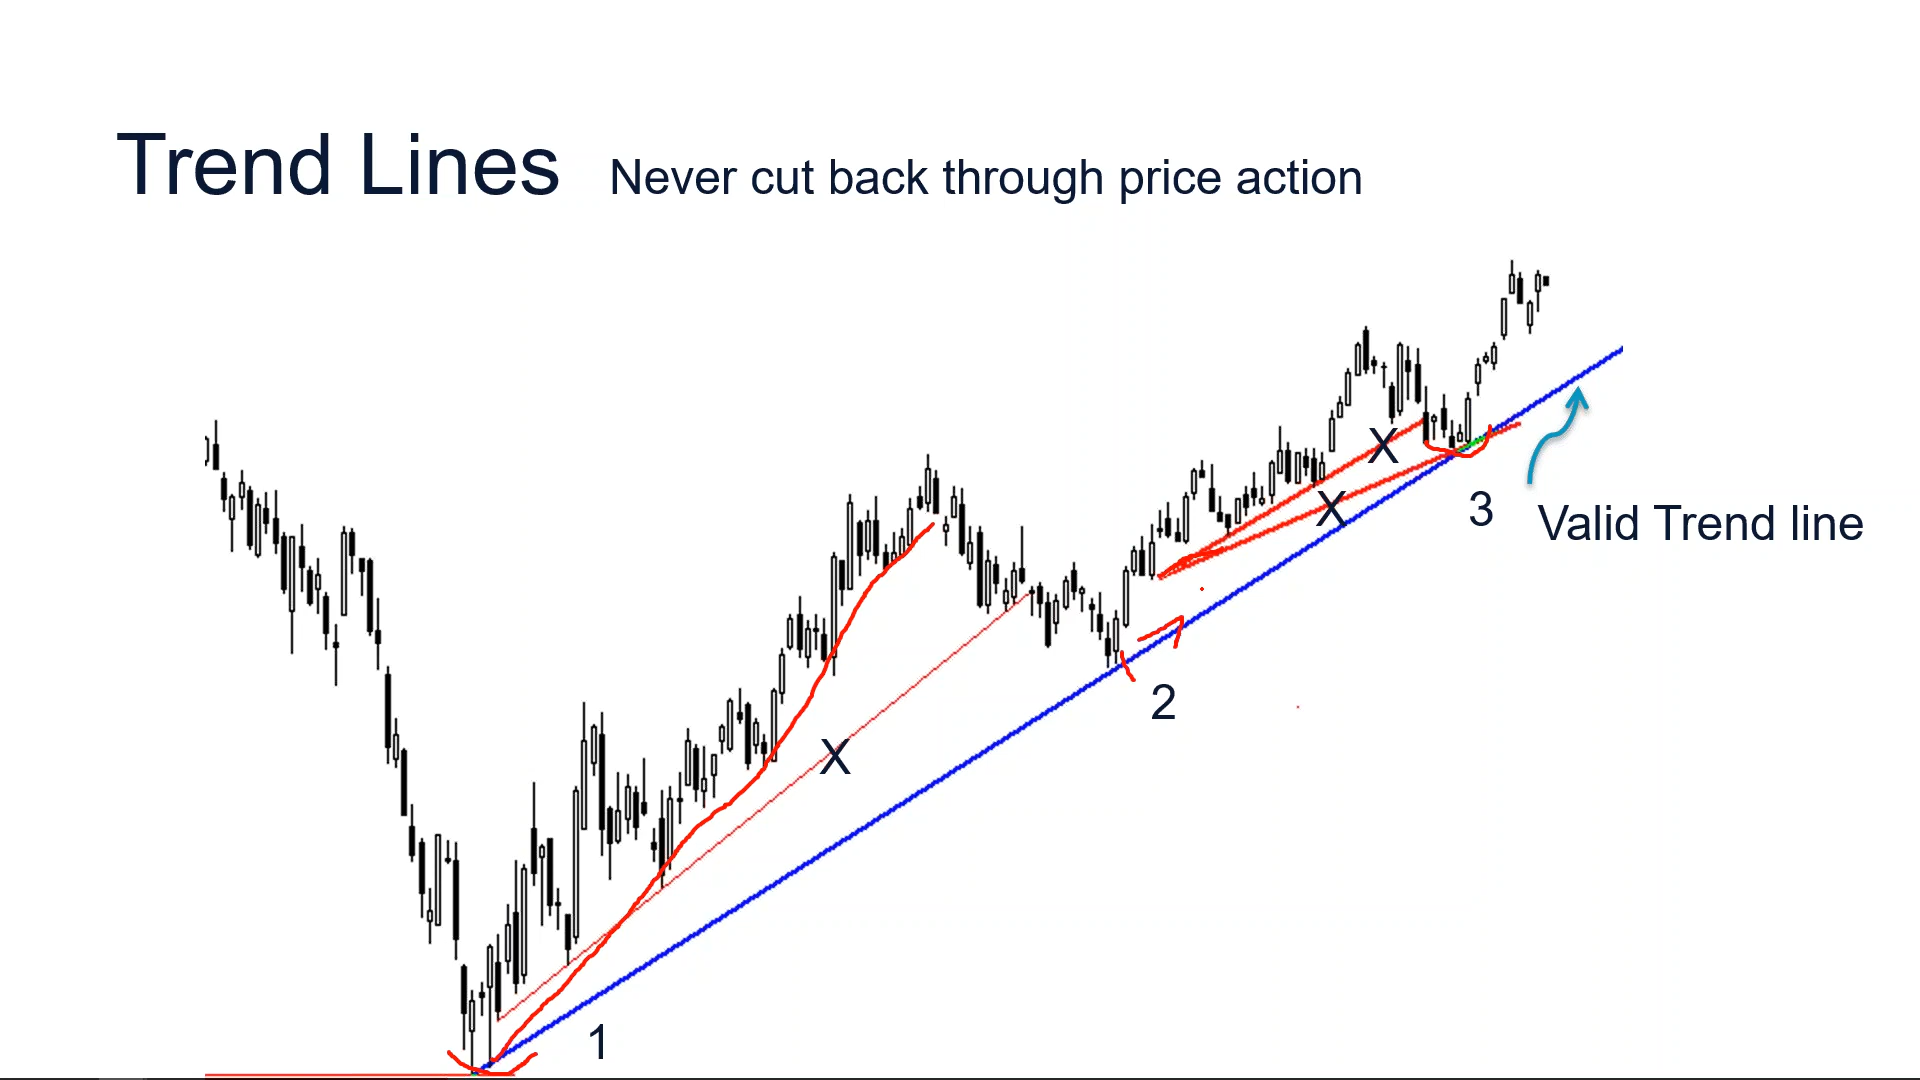 Trend Lines Never cut back through price action
X
X
3
Valid Trend line
2
X
1